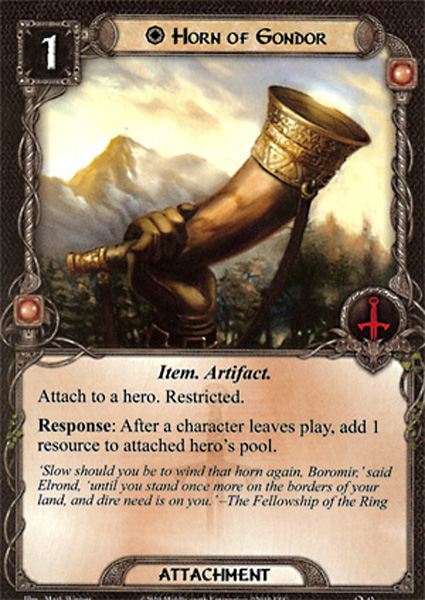 1
Horn of Gondor
Item. Artifact.
Attach to a hero. Restricted.
Response: After a character leaves play, add 1
resource to attached hero's pool.
'Slow should you be to wind that horn again, Boromir,' said
Elrond, 'until you stand once more on the borders of your
land, and dire need is on you.' –The Fellowship of the Ring
ATTACHMENT